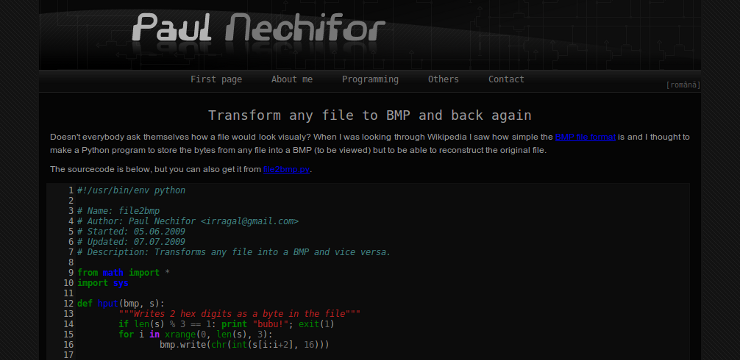 Paul Nechifor
First page About me Programming Others Contact
[română]
Transform any file to BMP and back again
Doesn't everybody ask themselves how a file would look visualy? When I was looking through Wikipedia I saw how simple the BMP file format is and I thought to
make a Python program to store the bytes from any file into a BMP (to be viewed) but to be able to reconstruct the original file.
The sourcecode is below, but you can also get it from file2bmp.py.
1 #!/usr/bin/env python
2
3 # Name: file2bmp
4 # Author: Paul Nechifor <irragal@gmail.com>
5 # Started: 05.06.2009
6 # Updated: 07.07.2009
7 # Description: Transforms any file into a BMP and vice versa.
8
9 from math import *
10 import sys
11
12 def hput(bmp, s):
13 """Writes 2 hex digits as a byte in the file"""
14 if len(s) % 3 == 1: print "bubu!"; exit(1)
15 for i in xrange(0, len(s), 3):
16 bmp.write(chr(int(s[i:i+2], 16)))
17